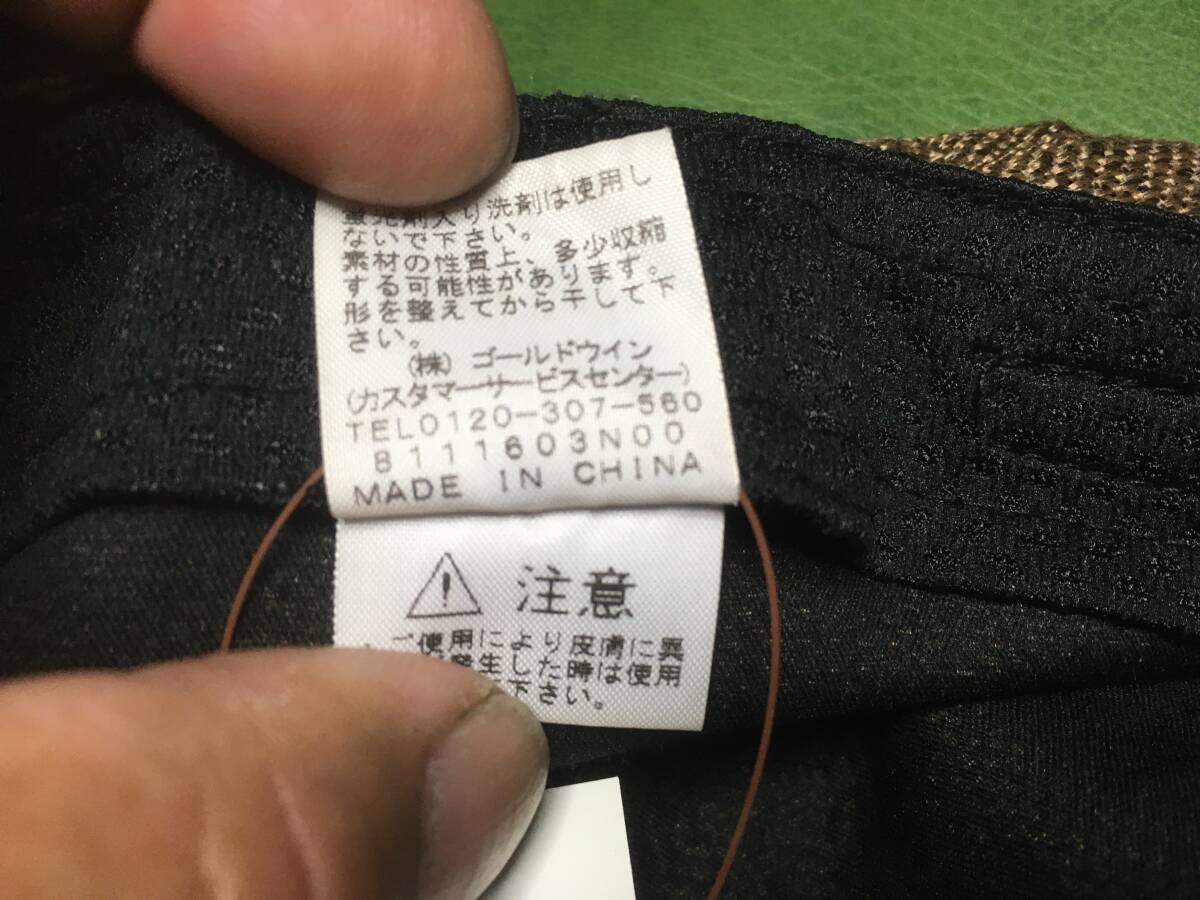 入り洗剤は使用し
ないで下さい。
素材の性質上、多少収縮
する可能性があります。
形を整えてから干して下
さい。
(株) ゴールドウイン
(カスタマーサービスセンター)
TEL0120-307-560
8111603N00
MADE IN CHINA
注意
ご使用により皮膚に異
発生した時は使用
下さい。